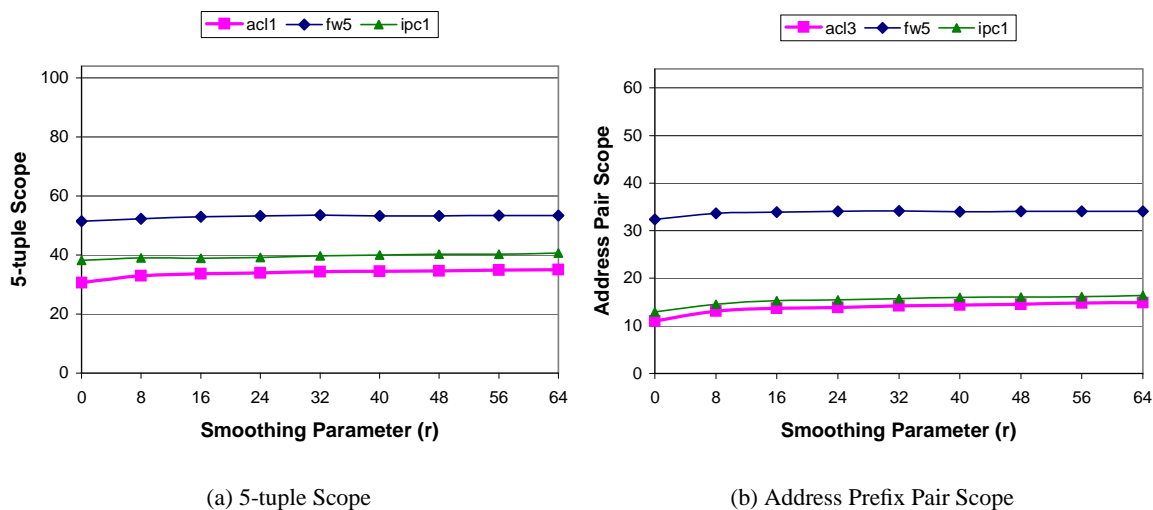 acl1 fw5 ipc1
100
80
60
40
20
0
5-tuple Scope
0 8 16 24 32 40 48 56 64
Smoothing Parameter (r)
(a) 5-tuple Scope
acl3 fw5 ipc1
60
50
40
30
20
10
0
Address Pair Scope
0 8 16 24 32 40 48 56 64
Smoothing Parameter (r)
(b) Address Prefix Pair Scope